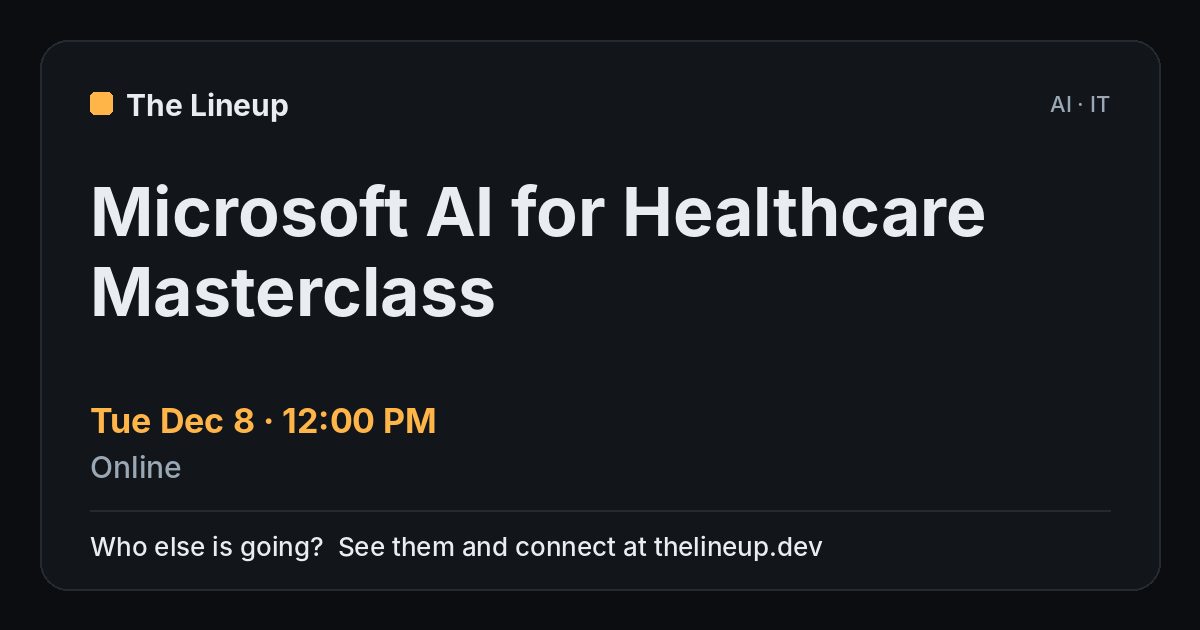 The Lineup
AI · IT
Microsoft AI for Healthcare
Masterclass
Tue Dec 8 · 12:00 PM
Online
Who else is going?  See them and connect at thelineup.dev